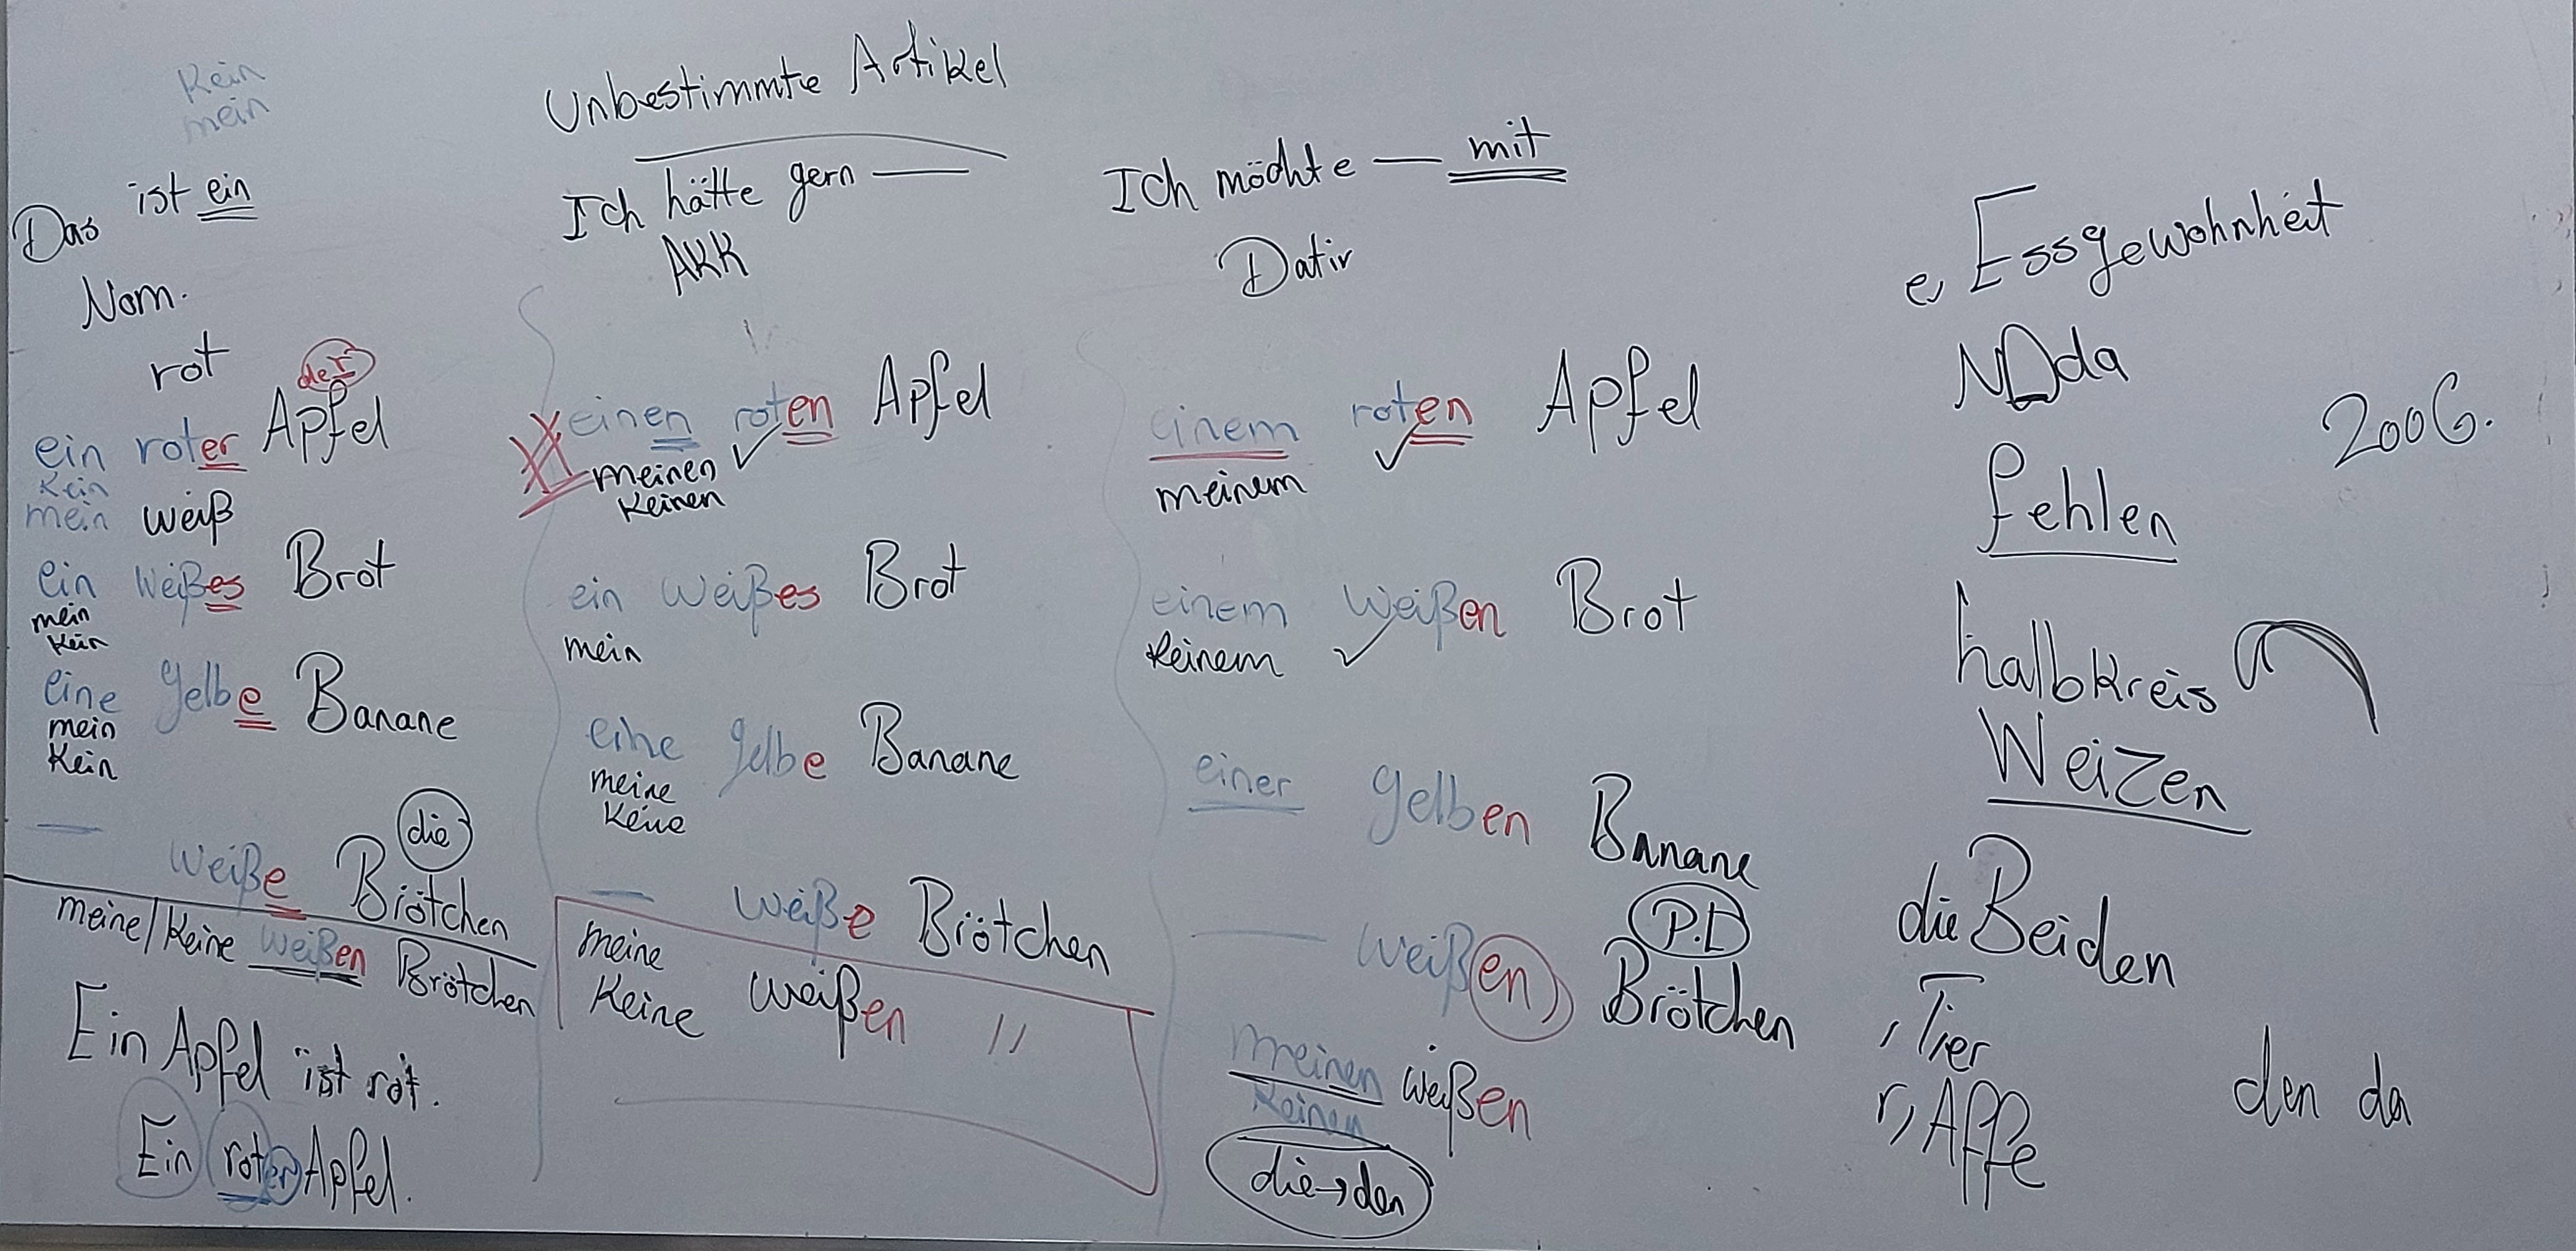 Kein
mein
Unbestimmte Artikel
Das ist ein
Nom.
rot
der
ein roter Apfel
Kein
mein
weiß
ein weißes Brot
mein
kein
eine gelbe Banane
mein
Kein
— weiße Brötchen
die
meine/Keine weißen Brötchen
Ein Apfel ist rot.
Ein roter Apfel.
Ich hätte gern —
AKK
einen roten Apfel
meinen
Keinen
ein weißes Brot
mein
eine gelbe Banane
meine
Keine
— weiße Brötchen
meine
Keine weißen //
Ich möchte — mit
Dativ
einem roten Apfel
meinem
einem weißen Brot
Keinem
einer gelben Banane
— weißen Brötchen
meinen weißen
Keinen
die→den
e, Essgewohnheit
da
fehlen
200G.
halbkreis
Weizen
die Beiden
, Tier
r, Affe
den da